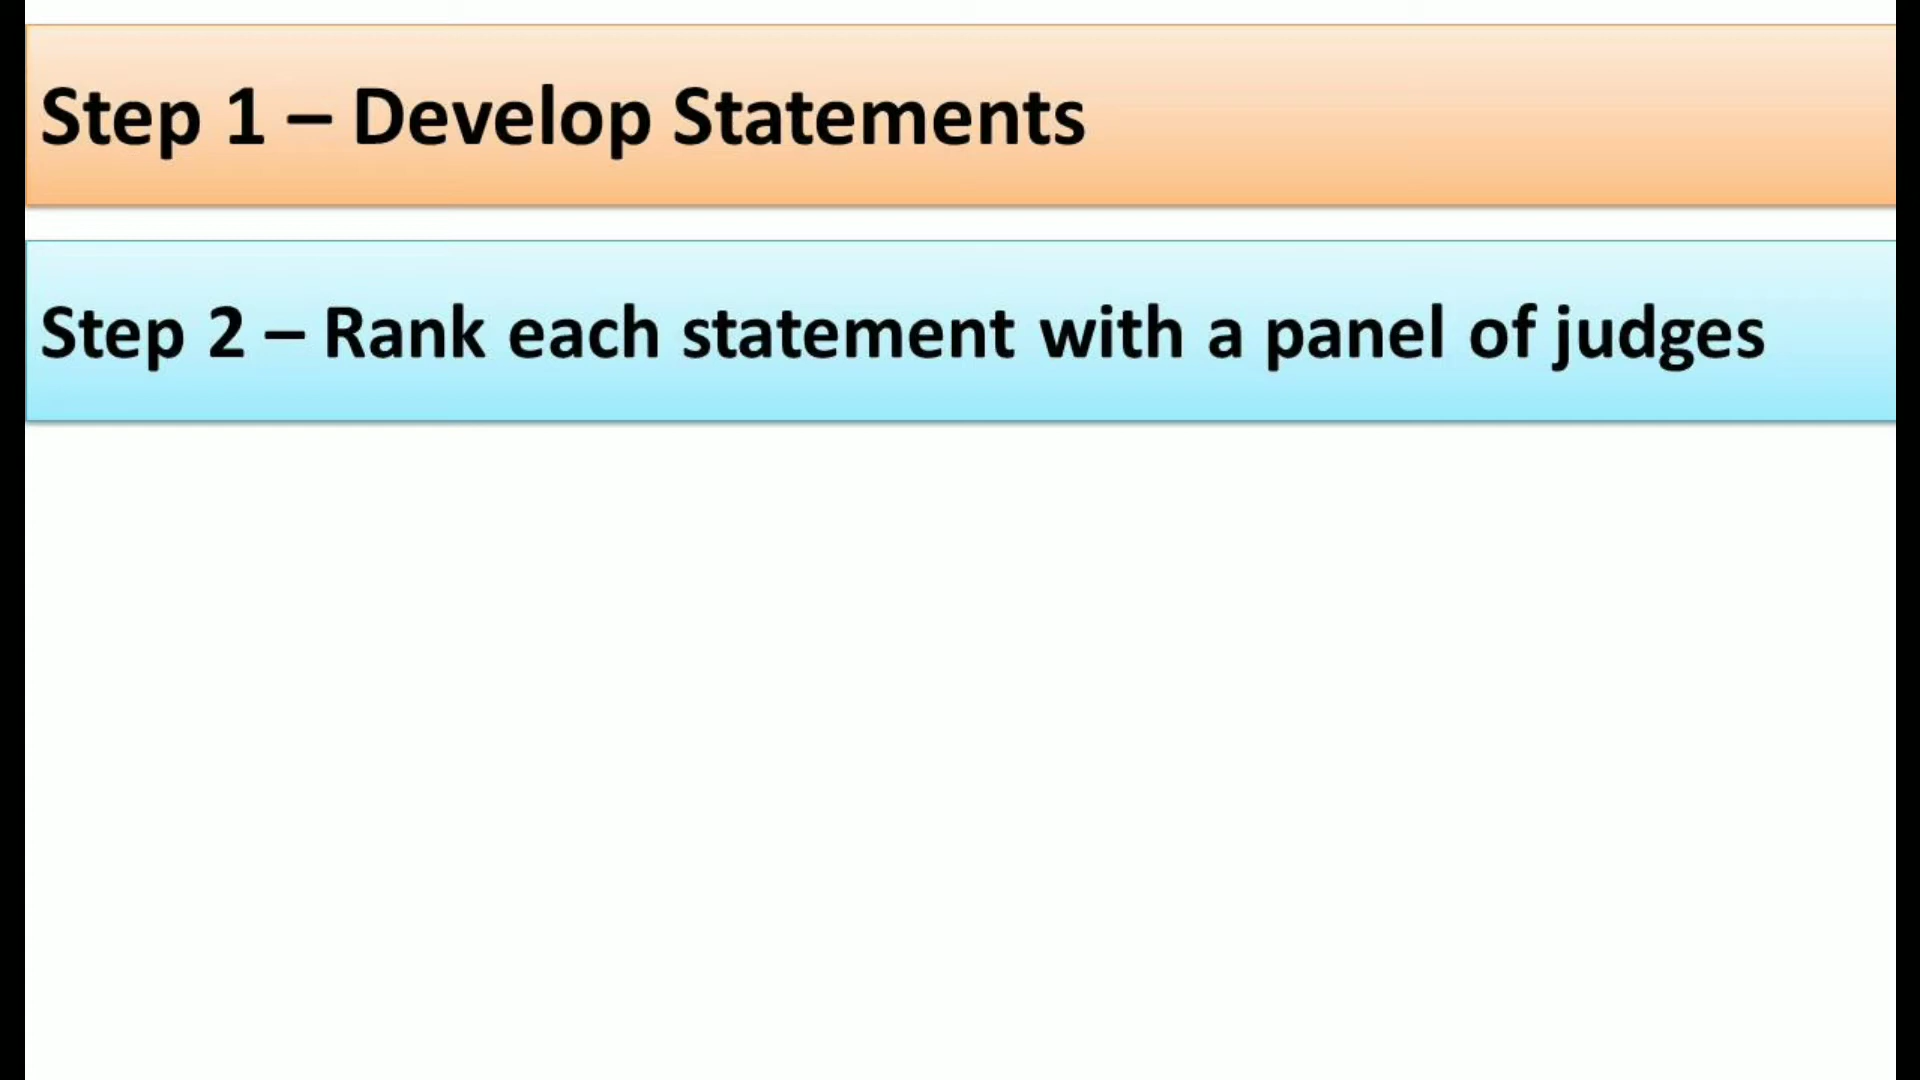 Step 1 – Develop Statements
Step 2 – Rank each statement with a panel of judges